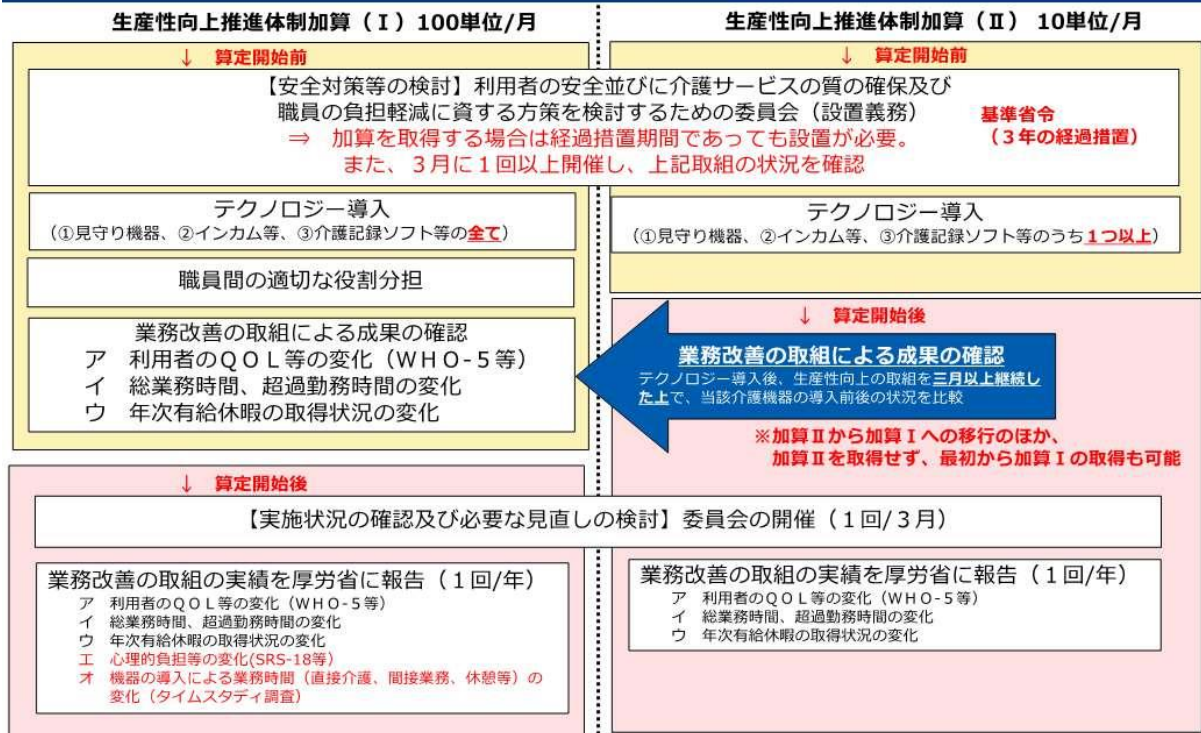 生産性向上推進体制加算（Ⅰ）100単位/月
生産性向上推進体制加算（Ⅱ） 10単位/月
↓ 算定開始前
↓ 算定開始前
【安全対策等の検討】利用者の安全並びに介護サービスの質の確保及び
職員の負担軽減に資する方策を検討するための委員会（設置義務）
⇒ 加算を取得する場合は経過措置期間であっても設置が必要。
また、３月に１回以上開催し、上記取組の状況を確認
基準省令
（３年の経過措置）
テクノロジー導入
（①見守り機器、②インカム等、③介護記録ソフト等の全て）
テクノロジー導入
（①見守り機器、②インカム等、③介護記録ソフト等のうち１つ以上）
職員間の適切な役割分担
業務改善の取組による成果の確認
ア 利用者のＱＯＬ等の変化（ＷＨＯ-５等）
イ 総業務時間、超過勤務時間の変化
ウ 年次有給休暇の取得状況の変化
↓ 算定開始後
業務改善の取組による成果の確認
テクノロジー導入後、生産性向上の取組を三月以上継続し
た上で、当該介護機器の導入前後の状況を比較
※加算Ⅱから加算Ⅰへの移行のほか、
加算Ⅱを取得せず、最初から加算Ⅰの取得も可能
↓ 算定開始後
【実施状況の確認及び必要な見直しの検討】委員会の開催（１回/３月）
業務改善の取組の実績を厚労省に報告（１回/年）
ア 利用者のＱＯＬ等の変化（ＷＨＯ-５等）
イ 総業務時間、超過勤務時間の変化
ウ 年次有給休暇の取得状況の変化
エ 心理的負担等の変化(SRS-18等）
オ 機器の導入による業務時間（直接介護、間接業務、休憩等）の
変化（タイムスタディ調査）
業務改善の取組の実績を厚労省に報告（１回/年）
ア 利用者のＱＯＬ等の変化（ＷＨＯ-５等）
イ 総業務時間、超過勤務時間の変化
ウ 年次有給休暇の取得状況の変化